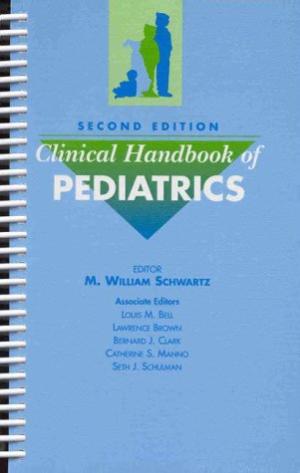 SECOND EDITION
Clinical Handbook of
PEDIATRICS
EDITOR
M. WILLIAM SCHWARTZ
Associate Editors
LOUIS M. BELL
LAWRENCE BROWN
BERNARD J. CLARK
CATHERINE S. MANNO
SETH J. SCHULMAN